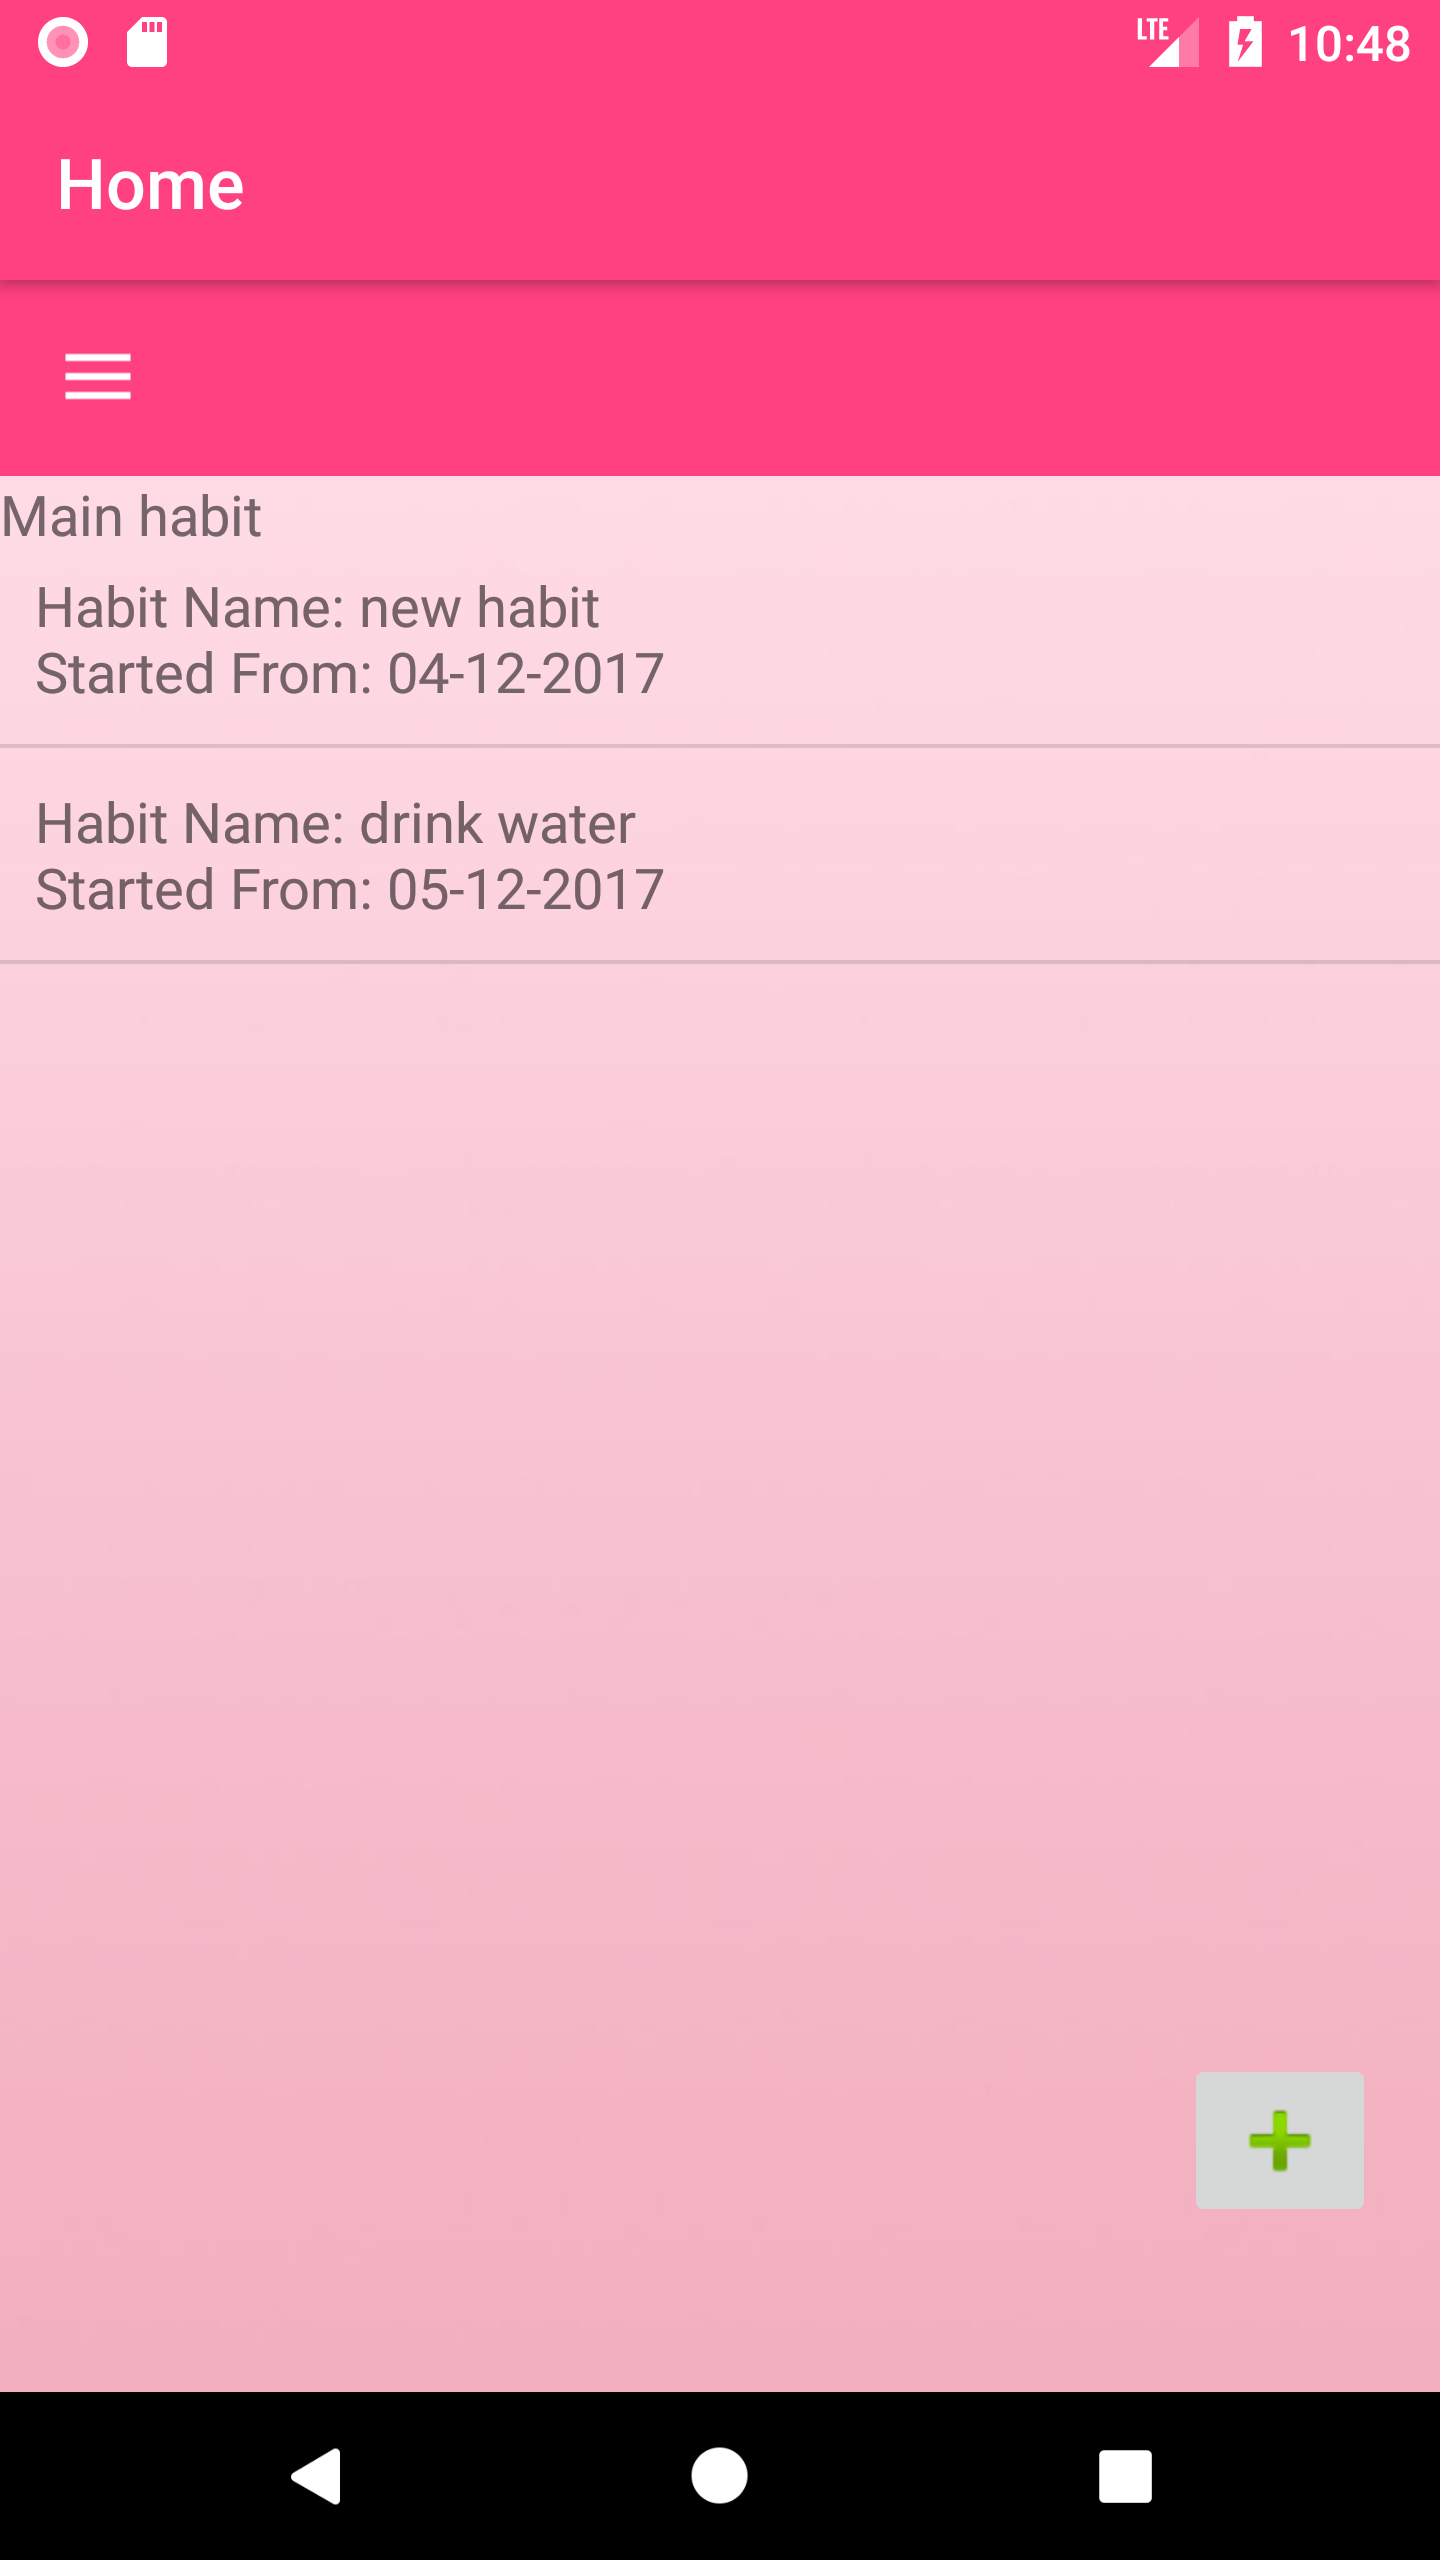 LTE 10:48
Home
Main habit
Habit Name: new habit
Started From: 04-12-2017
Habit Name: drink water
Started From: 05-12-2017